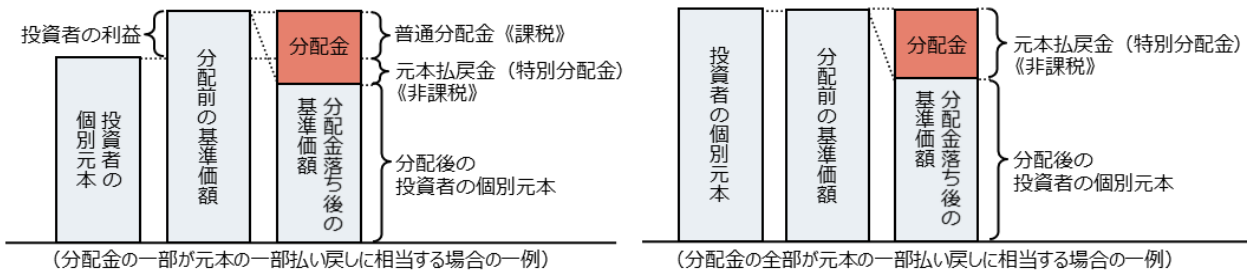 投資者の利益
投資者の
個別元本
分配前の基準価額
分配金
分配金落ち後の
基準価額
普通分配金《課税》
元本払戻金（特別分配金）
《非課税》
分配後の
投資者の個別元本
（分配金の一部が元本の一部払い戻しに相当する場合の一例）
投資者の個別元本
分配前の基準価額
分配金
分配金落ち後の
基準価額
元本払戻金（特別分配金）
《非課税》
分配後の
投資者の個別元本
（分配金の全部が元本の一部払い戻しに相当する場合の一例）